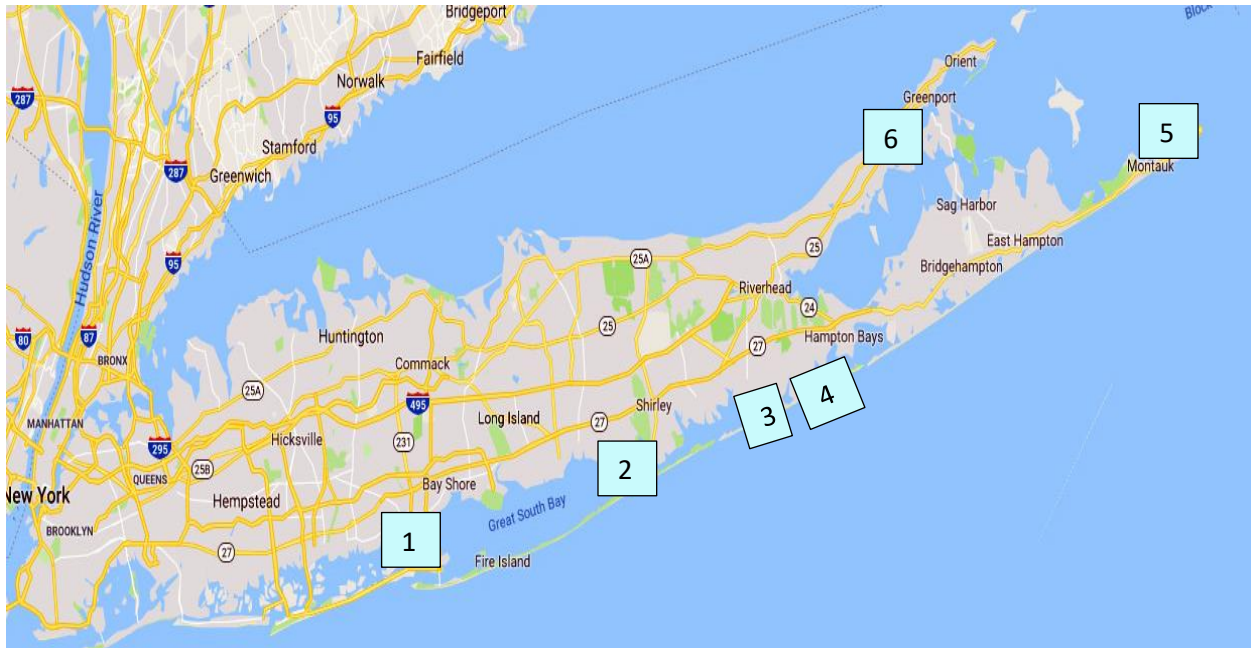 Bridgeport
Block
Fairfield
Norwalk
Orient
287
95
Greenport
Stamford
6
5
287
Greenwich
Montauk
Hudson River
Sag Harbor
95
25
25A
East Hampton
Bridgehampton
Riverhead
24
80
87
Huntington
25
Hampton Bays
27
BRONX
Commack
25A
495
3
4
Shirley
MANHATTAN
Long Island
27
295
Hicksville
231
25B
QUEENS
2
Bay Shore
New York
Hempstead
Great South Bay
BROOKLYN
1
27
Fire Island